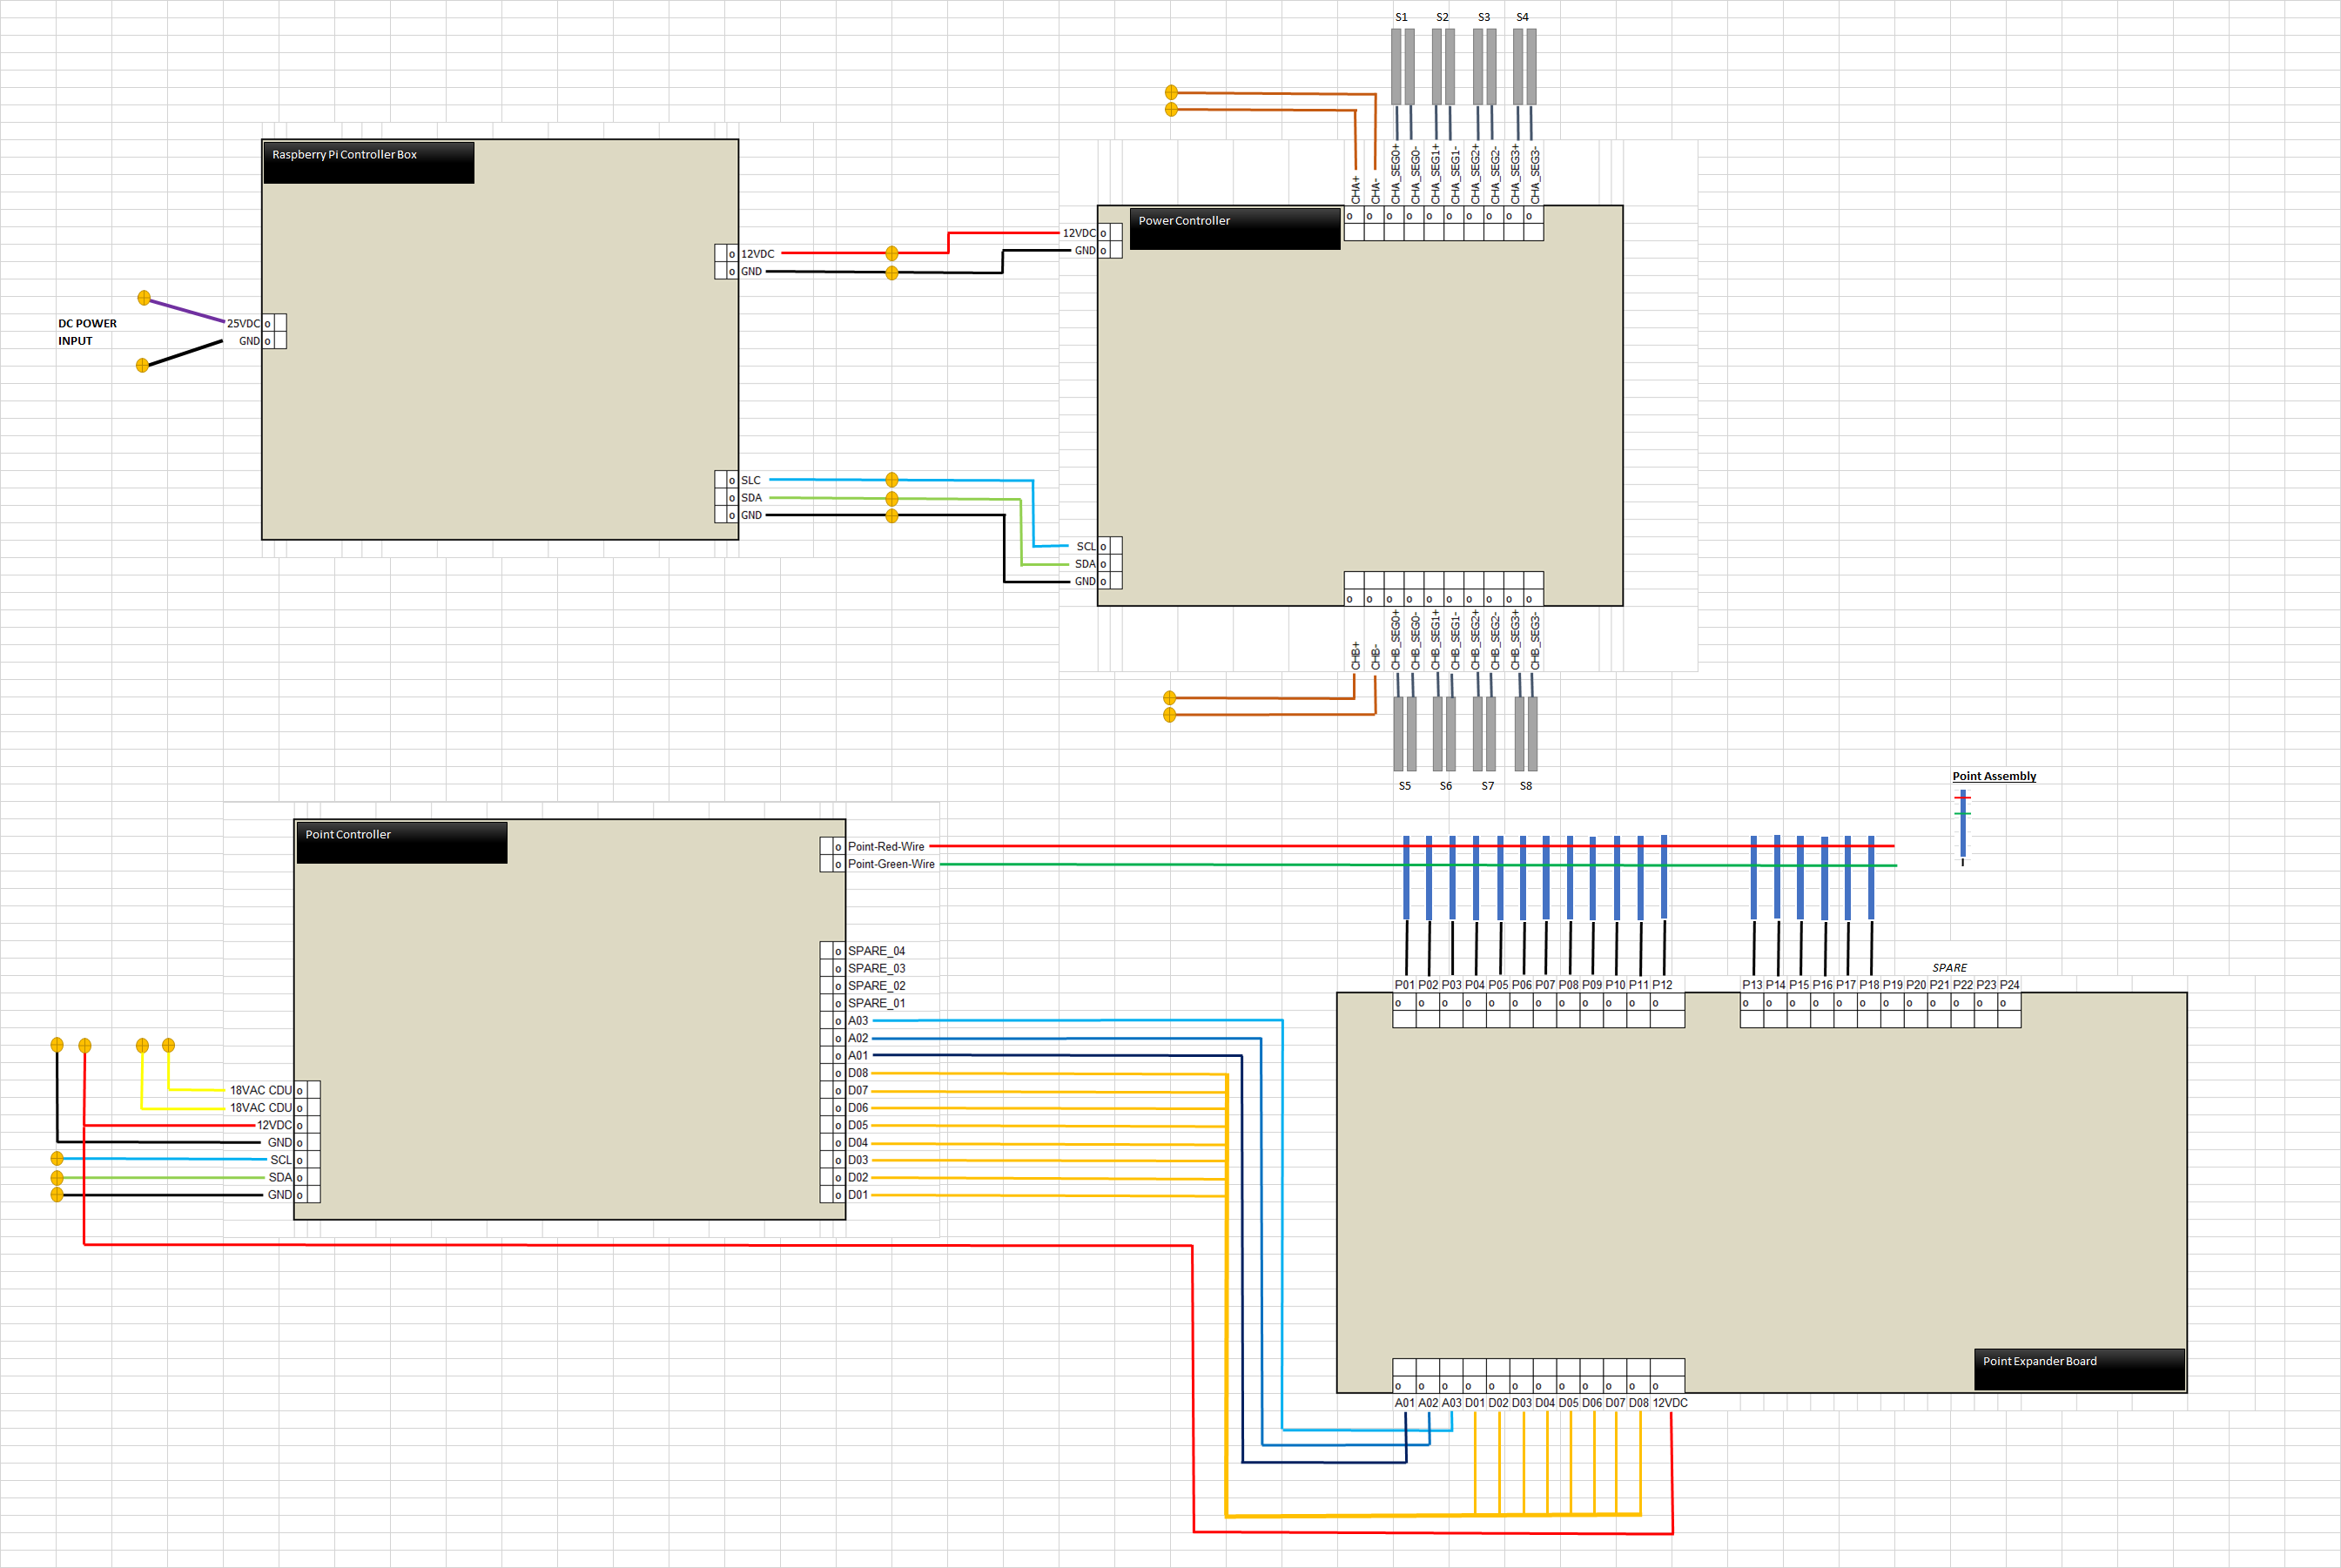 S1 S2 S3 S4
CHA+
CHA-
CHA_SEG0+
CHA_SEG0-
CHA_SEG1+
CHA_SEG1-
CHA_SEG2+
CHA_SEG2-
CHA_SEG3+
CHA_SEG3-
o o o o o o o o o o
Raspberry Pi Controller Box
o 12VDC
o GND
DC POWER
INPUT
25VDC o
GND o
o SLC
o SDA
o GND
Power Controller
12VDC o
GND o
SCL o
SDA o
GND o
o o o o o o o o o o
CHB+
CHB-
CHB_SEG0+
CHB_SEG0-
CHB_SEG1+
CHB_SEG1-
CHB_SEG2+
CHB_SEG2-
CHB_SEG3+
CHB_SEG3-
S5 S6 S7 S8
Point Assembly
Point Controller
o Point-Red-Wire
o Point-Green-Wire
o SPARE_04
o SPARE_03
o SPARE_02
o SPARE_01
o A03
o A02
o A01
o D08
o D07
o D06
o D05
o D04
o D03
o D02
o D01
18VAC CDU o
18VAC CDU o
12VDC o
GND o
SCL o
SDA o
GND o
SPARE
P01 P02 P03 P04 P05 P06 P07 P08 P09 P10 P11 P12 P13 P14 P15 P16 P17 P18 P19 P20 P21 P22 P23 P24
o o o o o o o o o o o o o o o o o o o o o o o o
Point Expander Board
o o o o o o o o o o o o
A01 A02 A03 D01 D02 D03 D04 D05 D06 D07 D08 12VDC